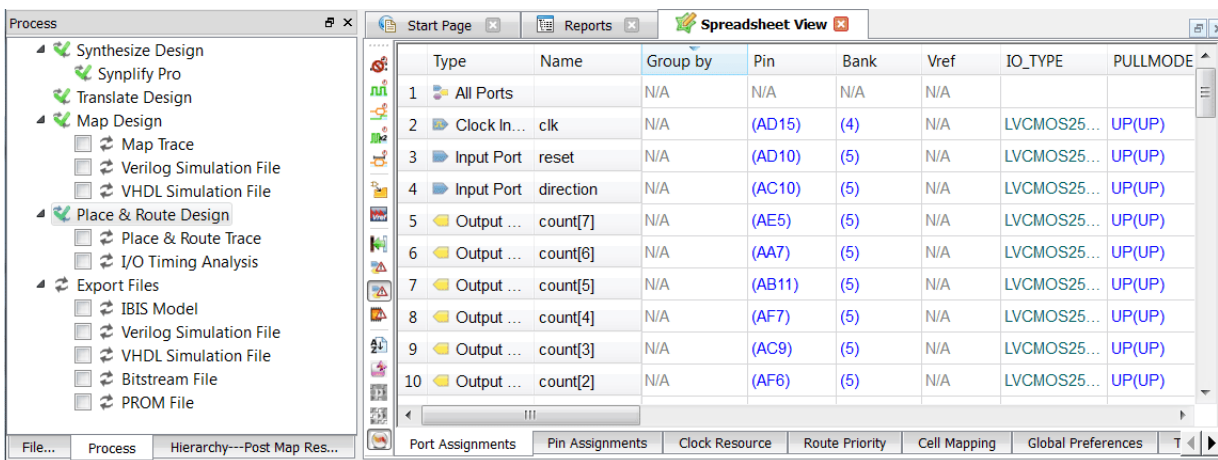 Process
Synthesize Design
Synplify Pro
Translate Design
Map Design
Map Trace
Verilog Simulation File
VHDL Simulation File
Place & Route Design
Place & Route Trace
I/O Timing Analysis
Export Files
IBIS Model
Verilog Simulation File
VHDL Simulation File
Bitstream File
PROM File
File... Process Hierarchy---Post Map Res...
Start Page Reports Spreadsheet View
Type Name Group by Pin Bank Vref IO_TYPE PULLMODE
1 All Ports N/A N/A N/A N/A
2 Clock In... clk N/A (AD15) (4) N/A LVCMOS25... UP(UP)
3 Input Port reset N/A (AD10) (5) N/A LVCMOS25... UP(UP)
4 Input Port direction N/A (AC10) (5) N/A LVCMOS25... UP(UP)
5 Output ... count[7] N/A (AE5) (5) N/A LVCMOS25... UP(UP)
6 Output ... count[6] N/A (AA7) (5) N/A LVCMOS25... UP(UP)
7 Output ... count[5] N/A (AB11) (5) N/A LVCMOS25... UP(UP)
8 Output ... count[4] N/A (AF7) (5) N/A LVCMOS25... UP(UP)
9 Output ... count[3] N/A (AC9) (5) N/A LVCMOS25... UP(UP)
10 Output ... count[2] N/A (AF6) (5) N/A LVCMOS25... UP(UP)
Port Assignments Pin Assignments Clock Resource Route Priority Cell Mapping Global Preferences T